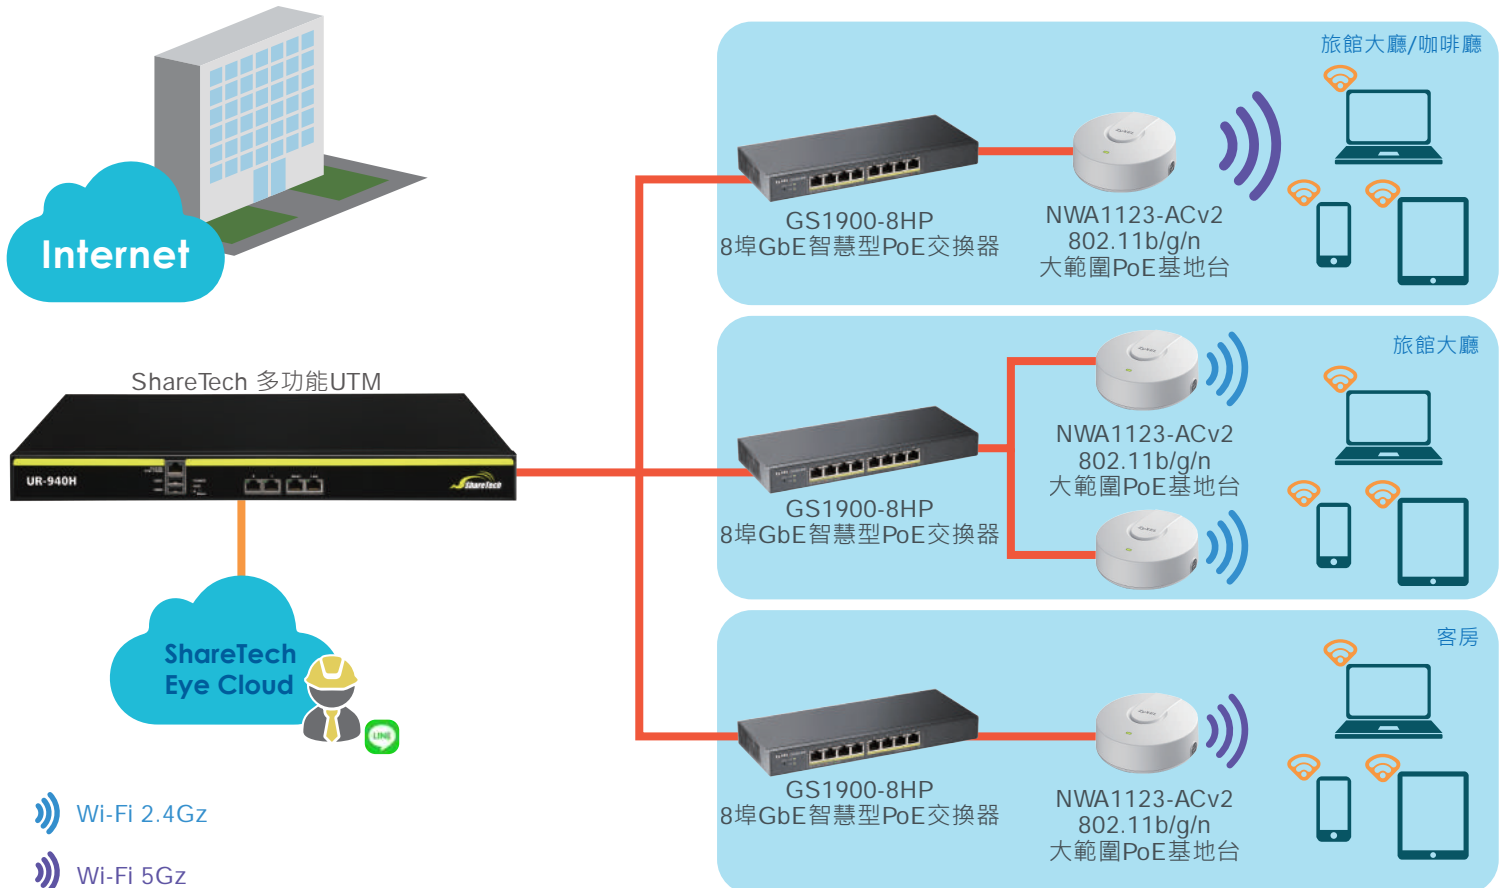 Internet
ShareTech 多功能UTM
UR-940H
ShareTech
ShareTech
Eye Cloud
LINE
Wi-Fi 2.4Gz
Wi-Fi 5Gz
旅館大廳/咖啡廳
GS1900-8HP
8埠GbE智慧型PoE交換器
ZyXEL
NWA1123-ACv2
802.11b/g/n
大範圍PoE基地台
旅館大廳
GS1900-8HP
8埠GbE智慧型PoE交換器
ZyXEL
NWA1123-ACv2
802.11b/g/n
大範圍PoE基地台
ZyXEL
客房
GS1900-8HP
8埠GbE智慧型PoE交換器
ZyXEL
NWA1123-ACv2
802.11b/g/n
大範圍PoE基地台